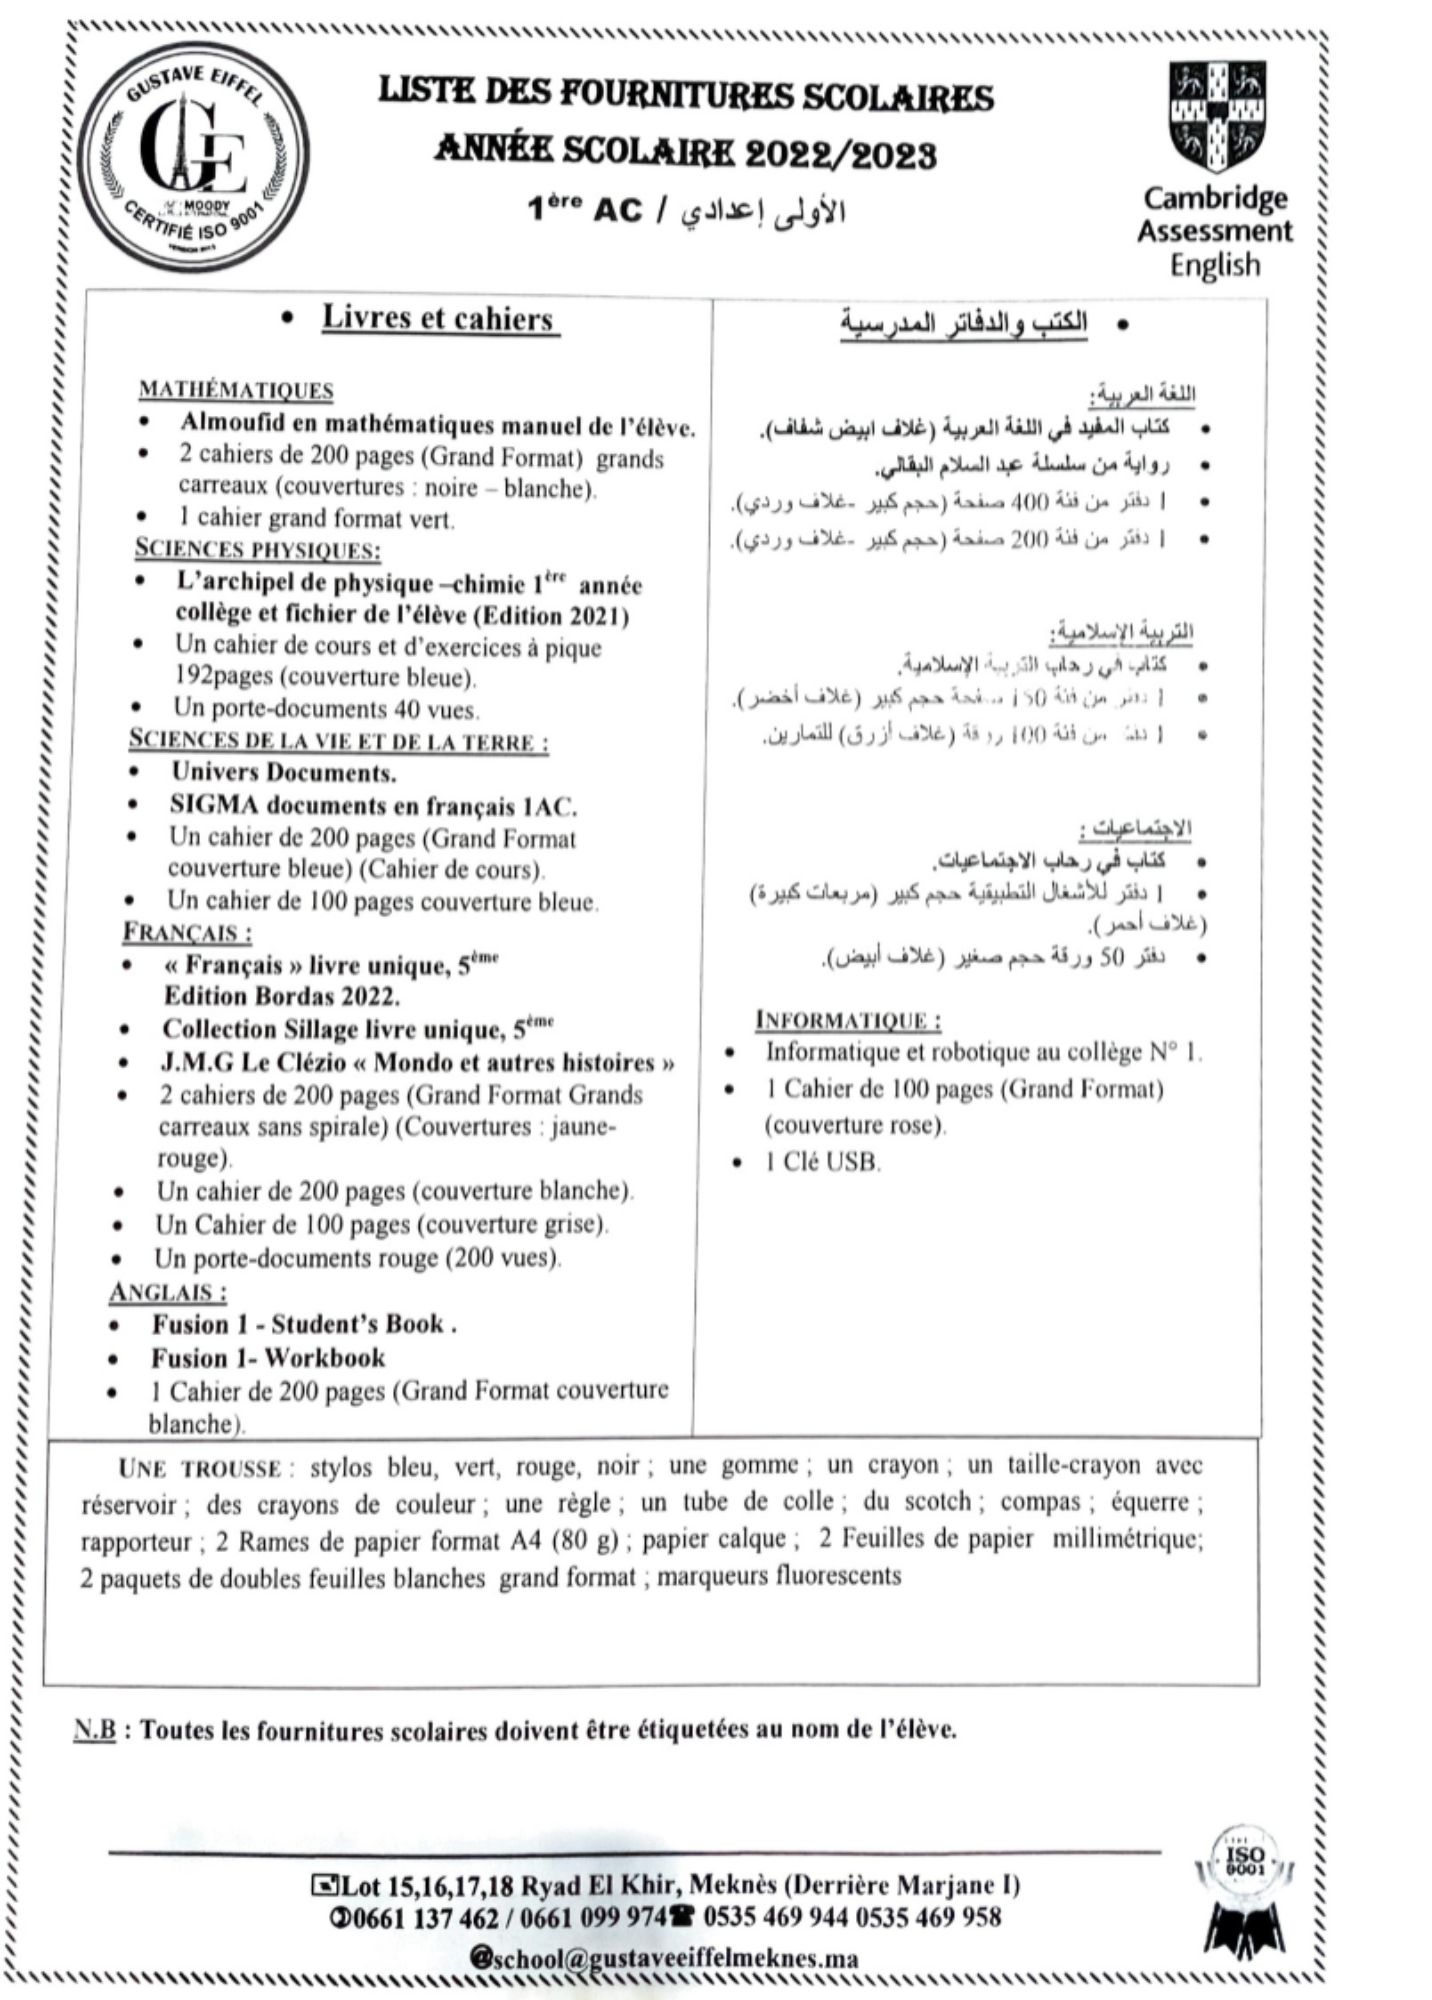 GUSTAVE EIFFEL
GE
MOODY
CERTIFIÉ ISO 9001
LISTE DES FOURNITURES SCOLAIRES
ANNÉE SCOLAIRE 2022/2023
1ère AC / الأولى إعدادي
Cambridge
Assessment
English
• Livres et cahiers
MATHÉMATIQUES
• Almoufid en mathématiques manuel de l'élève.
• 2 cahiers de 200 pages (Grand Format) grands
carreaux (couvertures : noire – blanche).
• 1 cahier grand format vert.
SCIENCES PHYSIQUES:
• L'archipel de physique –chimie 1ère année
collège et fichier de l'élève (Edition 2021)
• Un cahier de cours et d'exercices à pique
192pages (couverture bleue).
• Un porte-documents 40 vues.
SCIENCES DE LA VIE ET DE LA TERRE :
• Univers Documents.
• SIGMA documents en français 1AC.
• Un cahier de 200 pages (Grand Format
couverture bleue) (Cahier de cours).
• Un cahier de 100 pages couverture bleue.
FRANÇAIS :
• « Français » livre unique, 5ème
Edition Bordas 2022.
• Collection Sillage livre unique, 5ème
• J.M.G Le Clézio « Mondo et autres histoires »
• 2 cahiers de 200 pages (Grand Format Grands
carreaux sans spirale) (Couvertures : jaune-
rouge).
• Un cahier de 200 pages (couverture blanche).
• Un Cahier de 100 pages (couverture grise).
• Un porte-documents rouge (200 vues).
ANGLAIS :
• Fusion 1 - Student's Book .
• Fusion 1- Workbook
• 1 Cahier de 200 pages (Grand Format couverture
blanche).
• الكتب والدفاتر المدرسية
اللغة العربية:
• كتاب المفيد في اللغة العربية (غلاف ابيض شفاف).
• رواية من سلسلة عبد السلام البقالي.
• 1 دفتر من فئة 400 صفحة (حجم كبير -غلاف وردي).
• 1 دفتر من فئة 200 صفحة (حجم كبير -غلاف وردي).
التربية الإسلامية:
• كتاب في رحاب التربية الإسلامية.
• 1 دفتر من فئة 150 صفحة حجم كبير (غلاف أخضر).
• 1 دفتر من فئة 100 ورقة (غلاف أزرق) للتمارين.
الاجتماعيات :
• كتاب في رحاب الاجتماعيات.
• 1 دفتر للأشغال التطبيقية حجم كبير (مربعات كبيرة)
(غلاف أحمر).
• دفتر 50 ورقة حجم صغير (غلاف أبيض).
INFORMATIQUE :
• Informatique et robotique au collège N° 1.
• 1 Cahier de 100 pages (Grand Format)
(couverture rose).
• 1 Clé USB.
UNE TROUSSE : stylos bleu, vert, rouge, noir ; une gomme ; un crayon ; un taille-crayon avec
réservoir ; des crayons de couleur ; une règle ; un tube de colle ; du scotch ; compas ; équerre ;
rapporteur ; 2 Rames de papier format A4 (80 g) ; papier calque ; 2 Feuilles de papier millimétrique;
2 paquets de doubles feuilles blanches grand format ; marqueurs fluorescents
N.B : Toutes les fournitures scolaires doivent être étiquetées au nom de l'élève.
Lot 15,16,17,18 Ryad El Khir, Meknès (Derrière Marjane I)
0661 137 462 / 0661 099 974 0535 469 944 0535 469 958
@school@gustaveeiffelmeknes.ma
ISO
9001